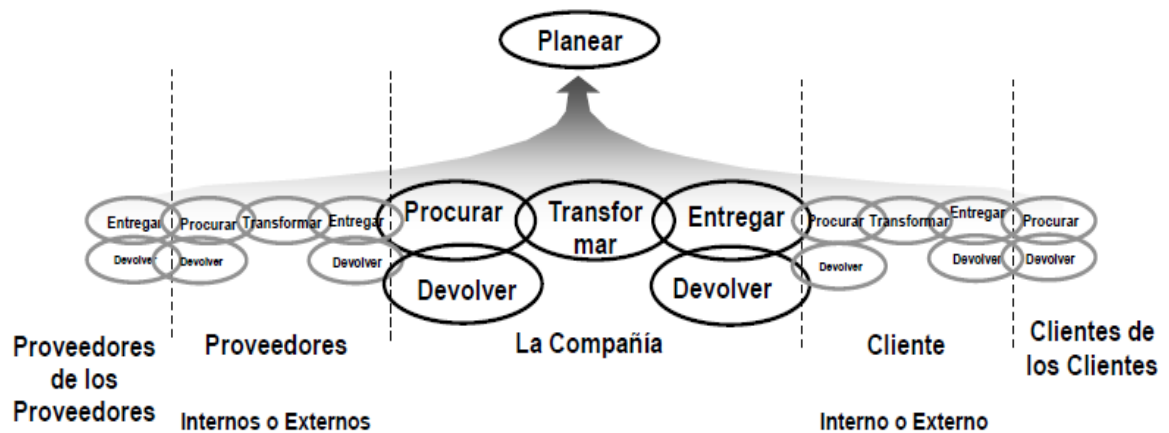 Planear
Entregar
Procurar
Transformar
Entregar
Procurar
Transfor
mar
Entregar
Procurar
Transformar
Entregar
Procurar
Devolver
Devolver
Devolver
Devolver
Devolver
Devolver
Devolver
Devolver
Proveedores
de los
Proveedores
Proveedores
La Compañía
Cliente
Clientes de
los Clientes
Internos o Externos
Interno o Externo